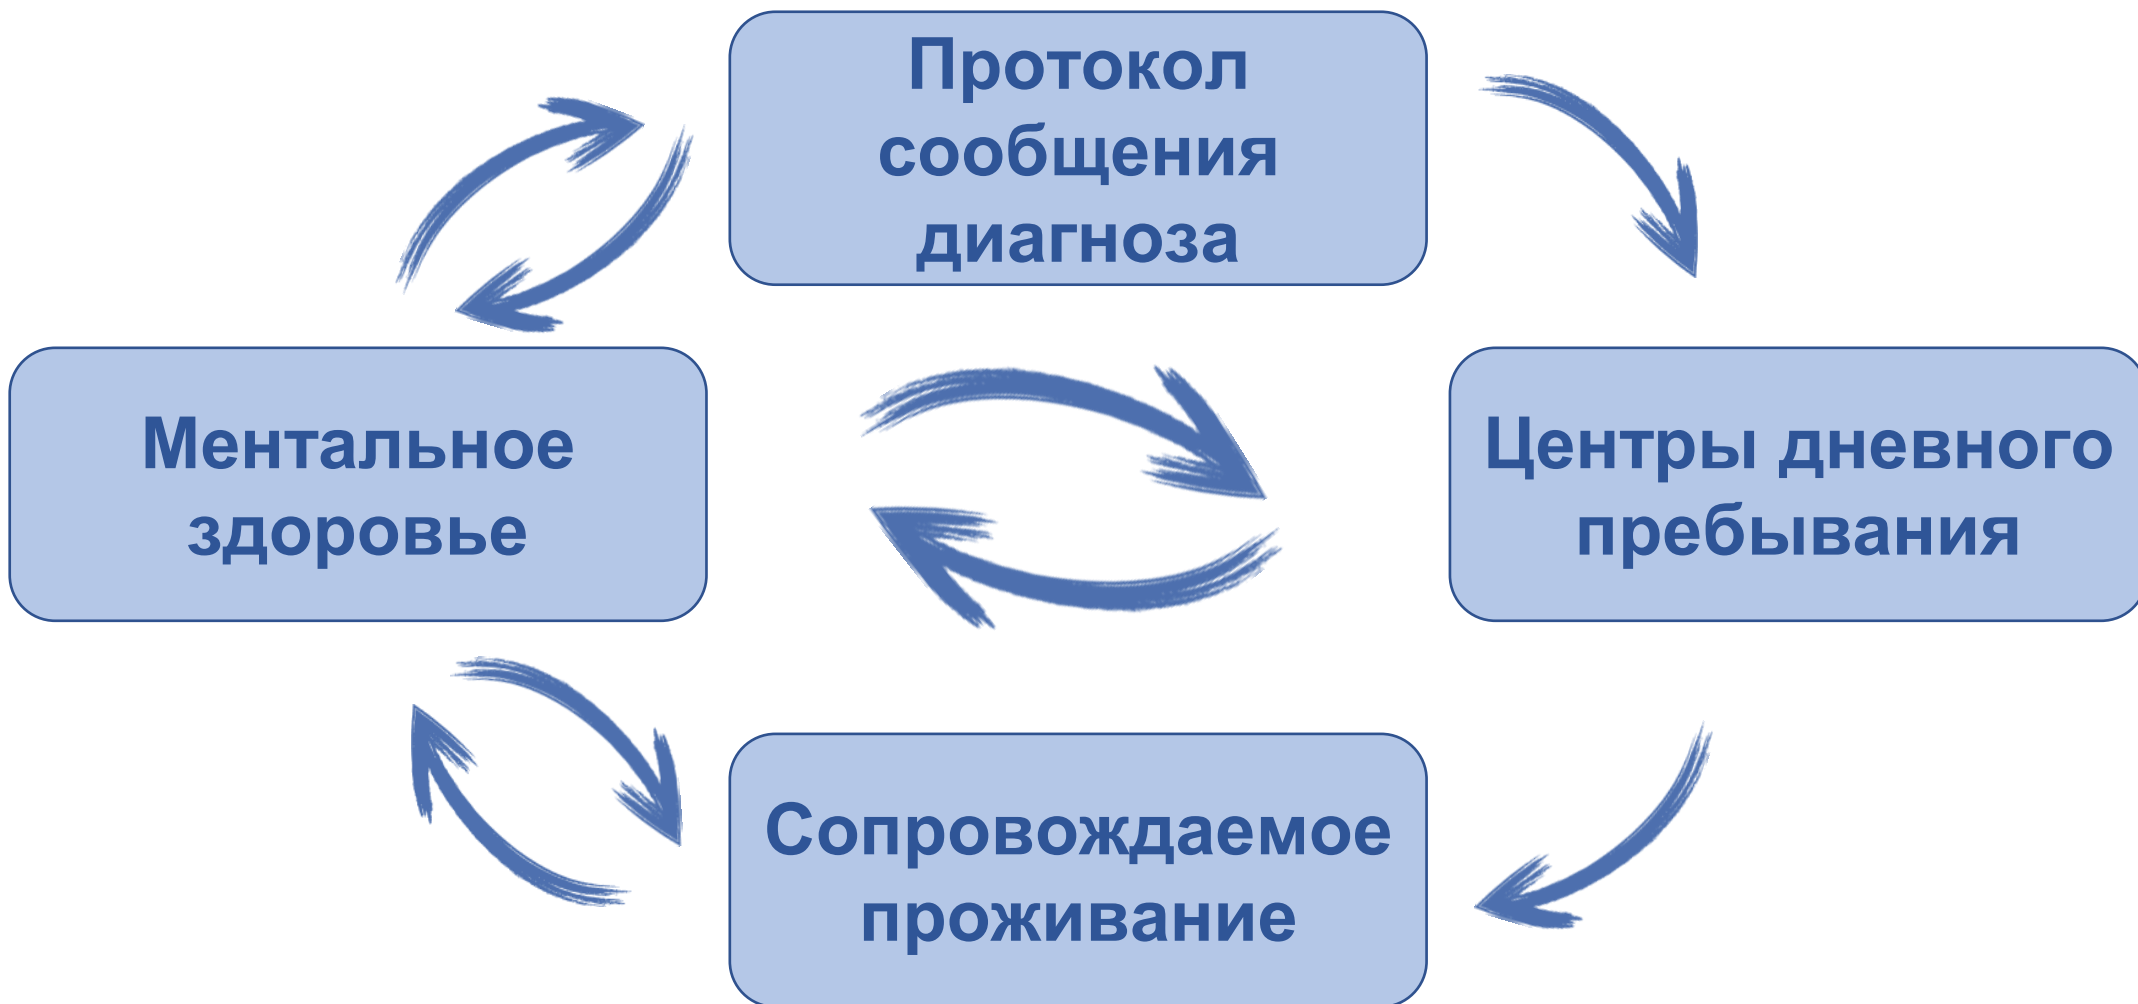 Протокол
сообщения
диагноза
Ментальное
здоровье
Центры дневного
пребывания
Сопровождаемое
проживание